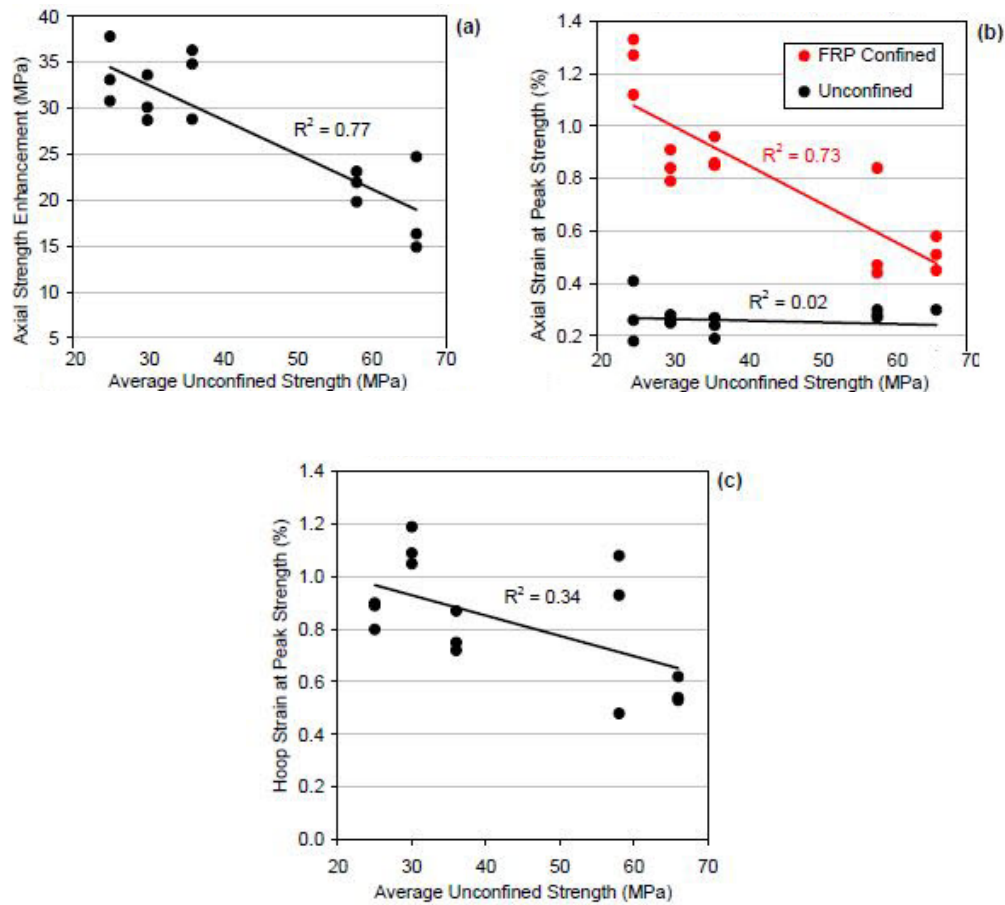 (a)
Axial Strength Enhancement (MPa)
40
35
30
25
20
15
10
5
R² = 0.77
20 30 40 50 60 70
Average Unconfined Strength (MPa)
(b)
Axial Strain at Peak Strength (%)
1.4
1.2
1.0
0.8
0.6
0.4
0.2
FRP Confined
Unconfined
R² = 0.73
R² = 0.02
20 30 40 50 60 70
Average Unconfined Strength (MPa)
(c)
Hoop Strain at Peak Strength (%)
1.4
1.2
1.0
0.8
0.6
0.4
0.2
0.0
R² = 0.34
20 30 40 50 60 70
Average Unconfined Strength (MPa)